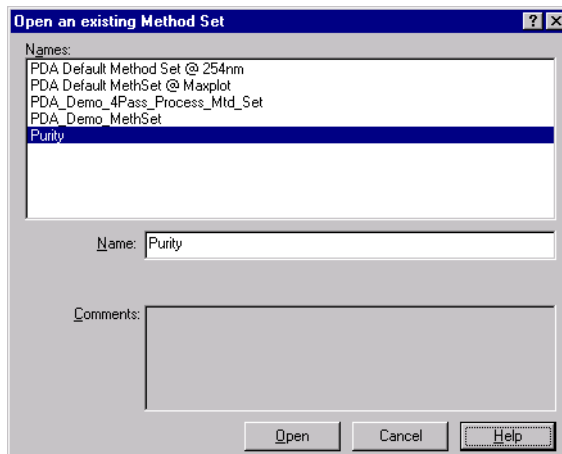 Open an existing Method Set
Names:
PDA Default Method Set @ 254nm
PDA Default MethSet @ Maxplot
PDA_Demo_4Pass_Process_Mtd_Set
PDA_Demo_MethSet
Purity
Name: Purity
Comments:
Open Cancel Help